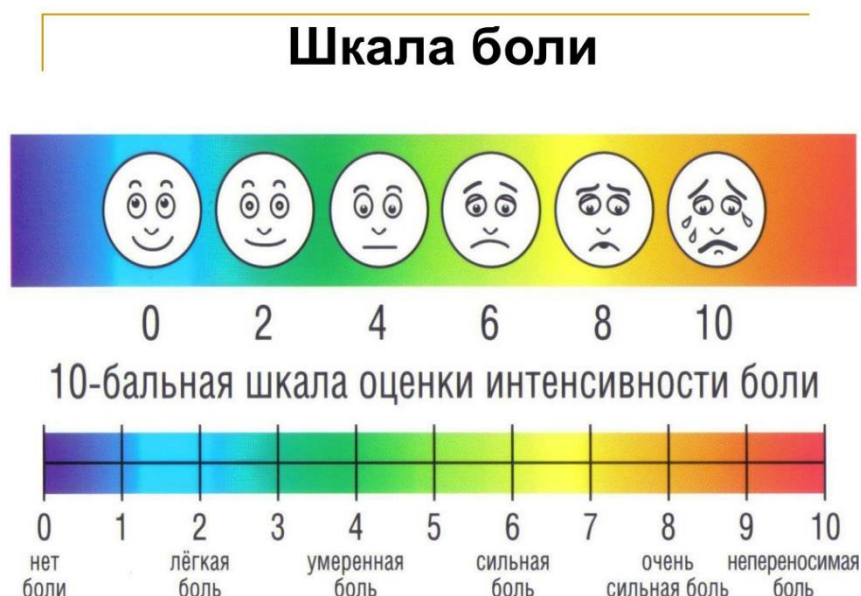 Шкала боли
0 2 4 6 8 10
10-бальная шкала оценки интенсивности боли
0 1 2 3 4 5 6 7 8 9 10
нет лёгкая умеренная сильная очень непереносимая
боли боль боль боль сильная боль боль